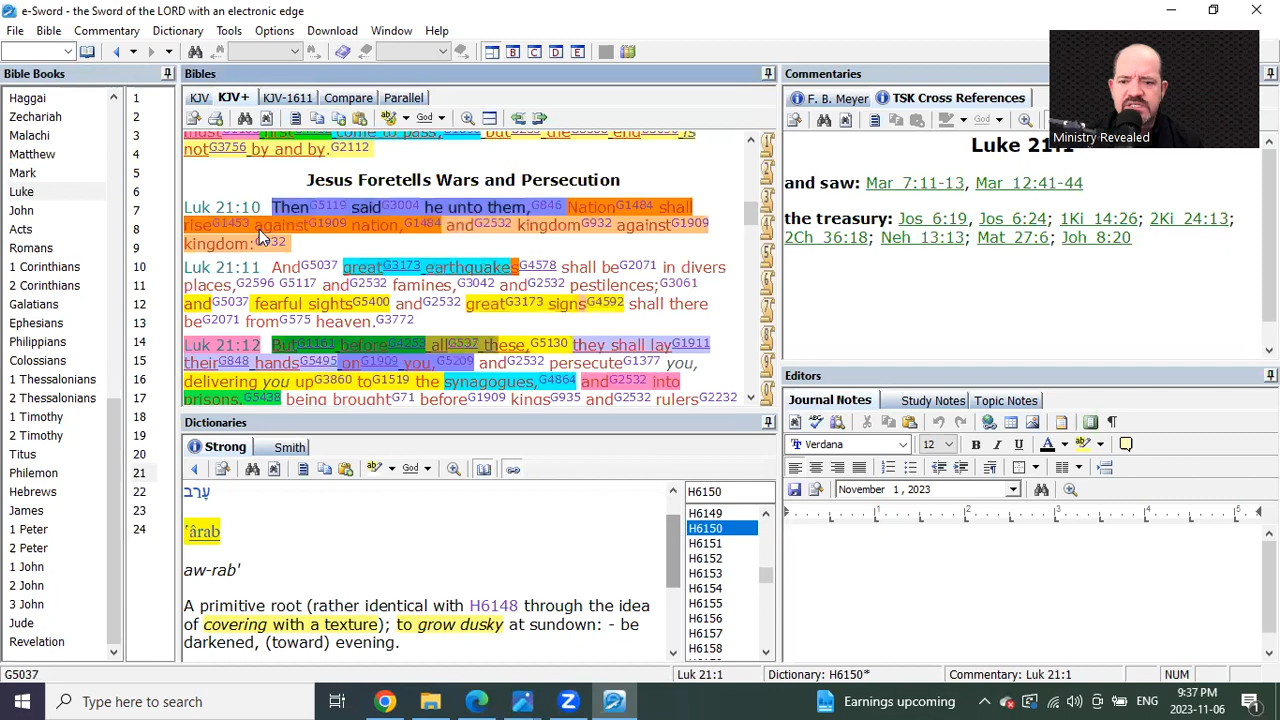 e-Sword - the Sword of the LORD with an electronic edge
File Bible Commentary Dictionary Tools Options Download Window Help
B C D E
Bible Books
Haggai
Zechariah
Malachi
Matthew
Mark
Luke
John
Acts
Romans
1 Corinthians
2 Corinthians
Galatians
Ephesians
Philippians
Colossians
1 Thessalonians
2 Thessalonians
1 Timothy
2 Timothy
Titus
Philemon
Hebrews
James
1 Peter
2 Peter
1 John
2 John
3 John
Jude
Revelation
1
2
3
4
5
6
7
8
9
10
11
12
13
14
15
16
17
18
19
20
21
22
23
24
Bibles
KJV KJV+ KJV-1611 Compare Parallel
God
not G3756 by and by. G2112
Jesus Foretells Wars and Persecution
Luk 21:10 Then G5119 said G3004 he unto them, G846 Nation G1484 shall
rise G1453 against G1909 nation, G1484 and G2532 kingdom G932 against G1909
kingdom:
Luk 21:11 And G5037 great G3173 earthquakes G4578 shall be G2071 in divers
places, G2596 G5117 and G2532 famines, G3042 and G2532 pestilences; G3061
and G5037 fearful sights G5400 and G2532 great G3173 signs G4592 shall there
be G2071 from G575 heaven. G3772
Luk 21:12 But G1161 before G4253 all G537 these, G5130 they shall lay G1911
their G848 hands G5495 on G1909 you, G5209 and G2532 persecute G1377 you,
delivering you up G3860 to G1519 the synagogues, G4864 and G2532 into
prisons, G5438 being brought G71 before G1909 kings G935 and G2532 rulers G2232
Dictionaries
Strong Smith
God
H6150
עָרַב
‛ârab
aw-rab'
A primitive root (rather identical with H6148 through the idea
of covering with a texture); to grow dusky at sundown: - be
darkened, (toward) evening.
H6149
H6150
H6151
H6152
H6153
H6154
H6155
H6156
H6157
H6158
Commentaries
F. B. Meyer TSK Cross References
God
Ministry Revealed
Luke 21:1
and saw: Mar 7:11-13, Mar 12:41-44
the treasury: Jos 6:19, Jos 6:24, 1Ki 14:26, 2Ki 24:13,
2Ch 36:18; Neh 13:13; Mat 27:6; Joh 8:20
Editors
Journal Notes Study Notes Topic Notes
Verdana 12 B I U A
November 1, 2023
1 2 3 4 5
G5037 Luk 21:1 Dictionary: H6150* Commentary: Luk 21:1 NUM
Type here to search
Earnings upcoming ENG
9:37 PM
2023-11-06